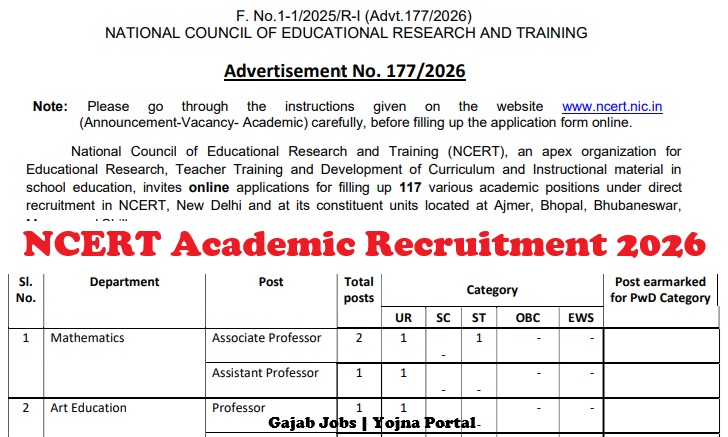 F. No.1-1/2025/R-I (Advt.177/2026)
NATIONAL COUNCIL OF EDUCATIONAL RESEARCH AND TRAINING
Advertisement No. 177/2026
Note: Please go through the instructions given on the website www.ncert.nic.in
(Announcement-Vacancy- Academic) carefully, before filling up the application form online.
National Council of Educational Research and Training (NCERT), an apex organization for
Educational Research, Teacher Training and Development of Curriculum and Instructional material in
school education, invites online applications for filling up 117 various academic positions under direct
recruitment in NCERT, New Delhi and at its constituent units located at Ajmer, Bhopal, Bhubaneswar,
NCERT Academic Recruitment 2026
Sl. No. Department Post Total posts Category Post earmarked for PwD Category
UR SC ST OBC EWS
1 Mathematics Associate Professor 2 1 - 1 - -
Assistant Professor 1 1 - - - -
2 Art Education Professor 1 1 - - -
Gajab Jobs | Yojna Portal